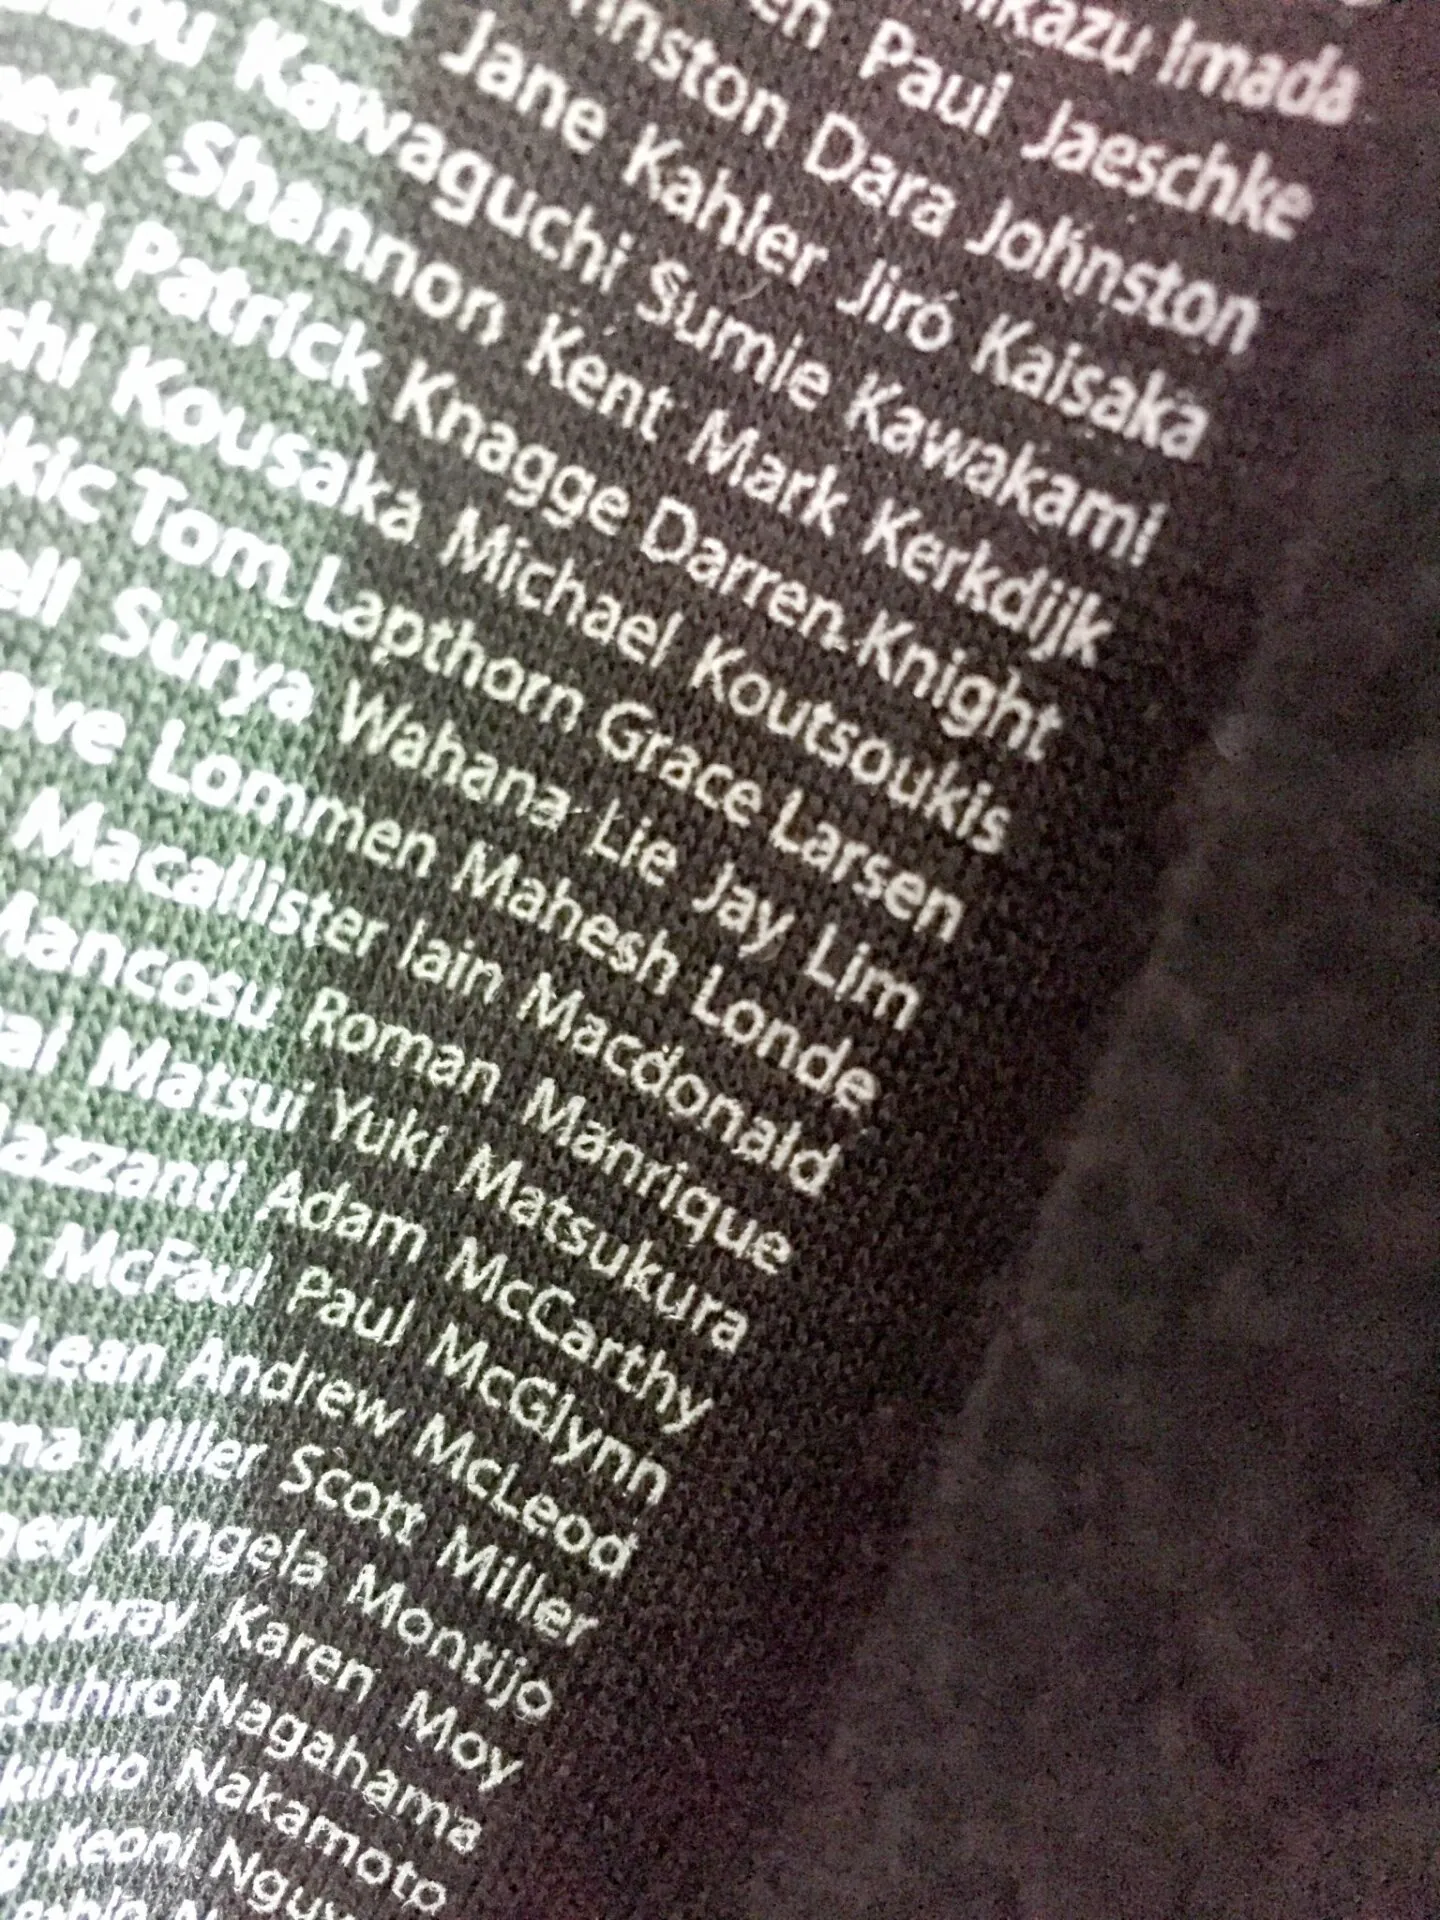 Imada
Paul Jaeschke
Dara Johnston
Jane Kahler Jiro Kaisaka
Kawaguchi Sumie Kawakami
Shannon Kent Mark Kerkdijk
Patrick Knagge Darren Knight
Kousaka Michael Koutsoukis
Tom Lapthorn Grace Larsen
Surya Wahana Lie Jay Lim
Lommen Mahesh Londe
Macallister Iain Macdonald
Mancosu Roman Manrique
Matsui Yuki Matsukura
Adam McCarthy
McFaul Paul McGlynn
Andrew McLeod
Miller Scott Miller
Angela Montijo
Karen Moy
Nagahama
Nakamoto
Keoni